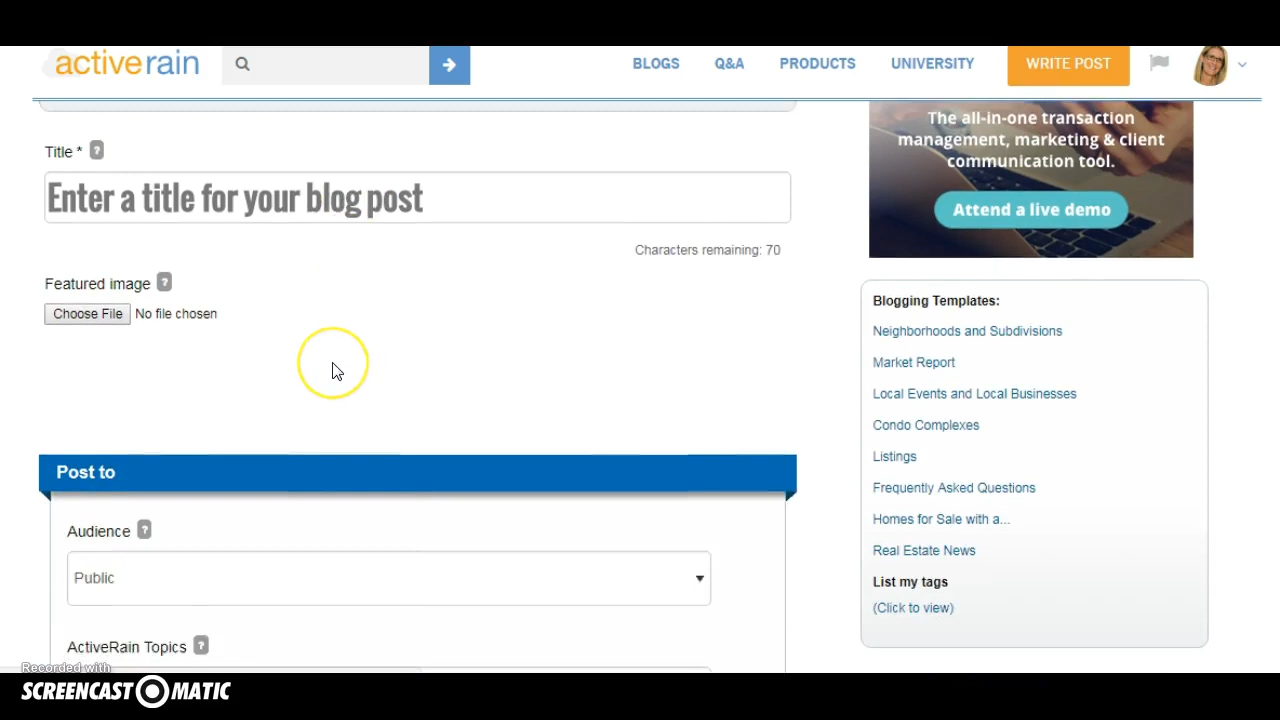 activerain
BLOGS
Q&A
PRODUCTS
UNIVERSITY
WRITE POST
Title * ?
Enter a title for your blog post
Characters remaining: 70
Featured image ?
Choose File No file chosen
Post to
Audience ?
Public
ActiveRain Topics ?
The all-in-one transaction
management, marketing & client
communication tool.
Attend a live demo
Blogging Templates:
Neighborhoods and Subdivisions
Market Report
Local Events and Local Businesses
Condo Complexes
Listings
Frequently Asked Questions
Homes for Sale with a...
Real Estate News
List my tags
(Click to view)
Recorded with
SCREENCAST MATIC